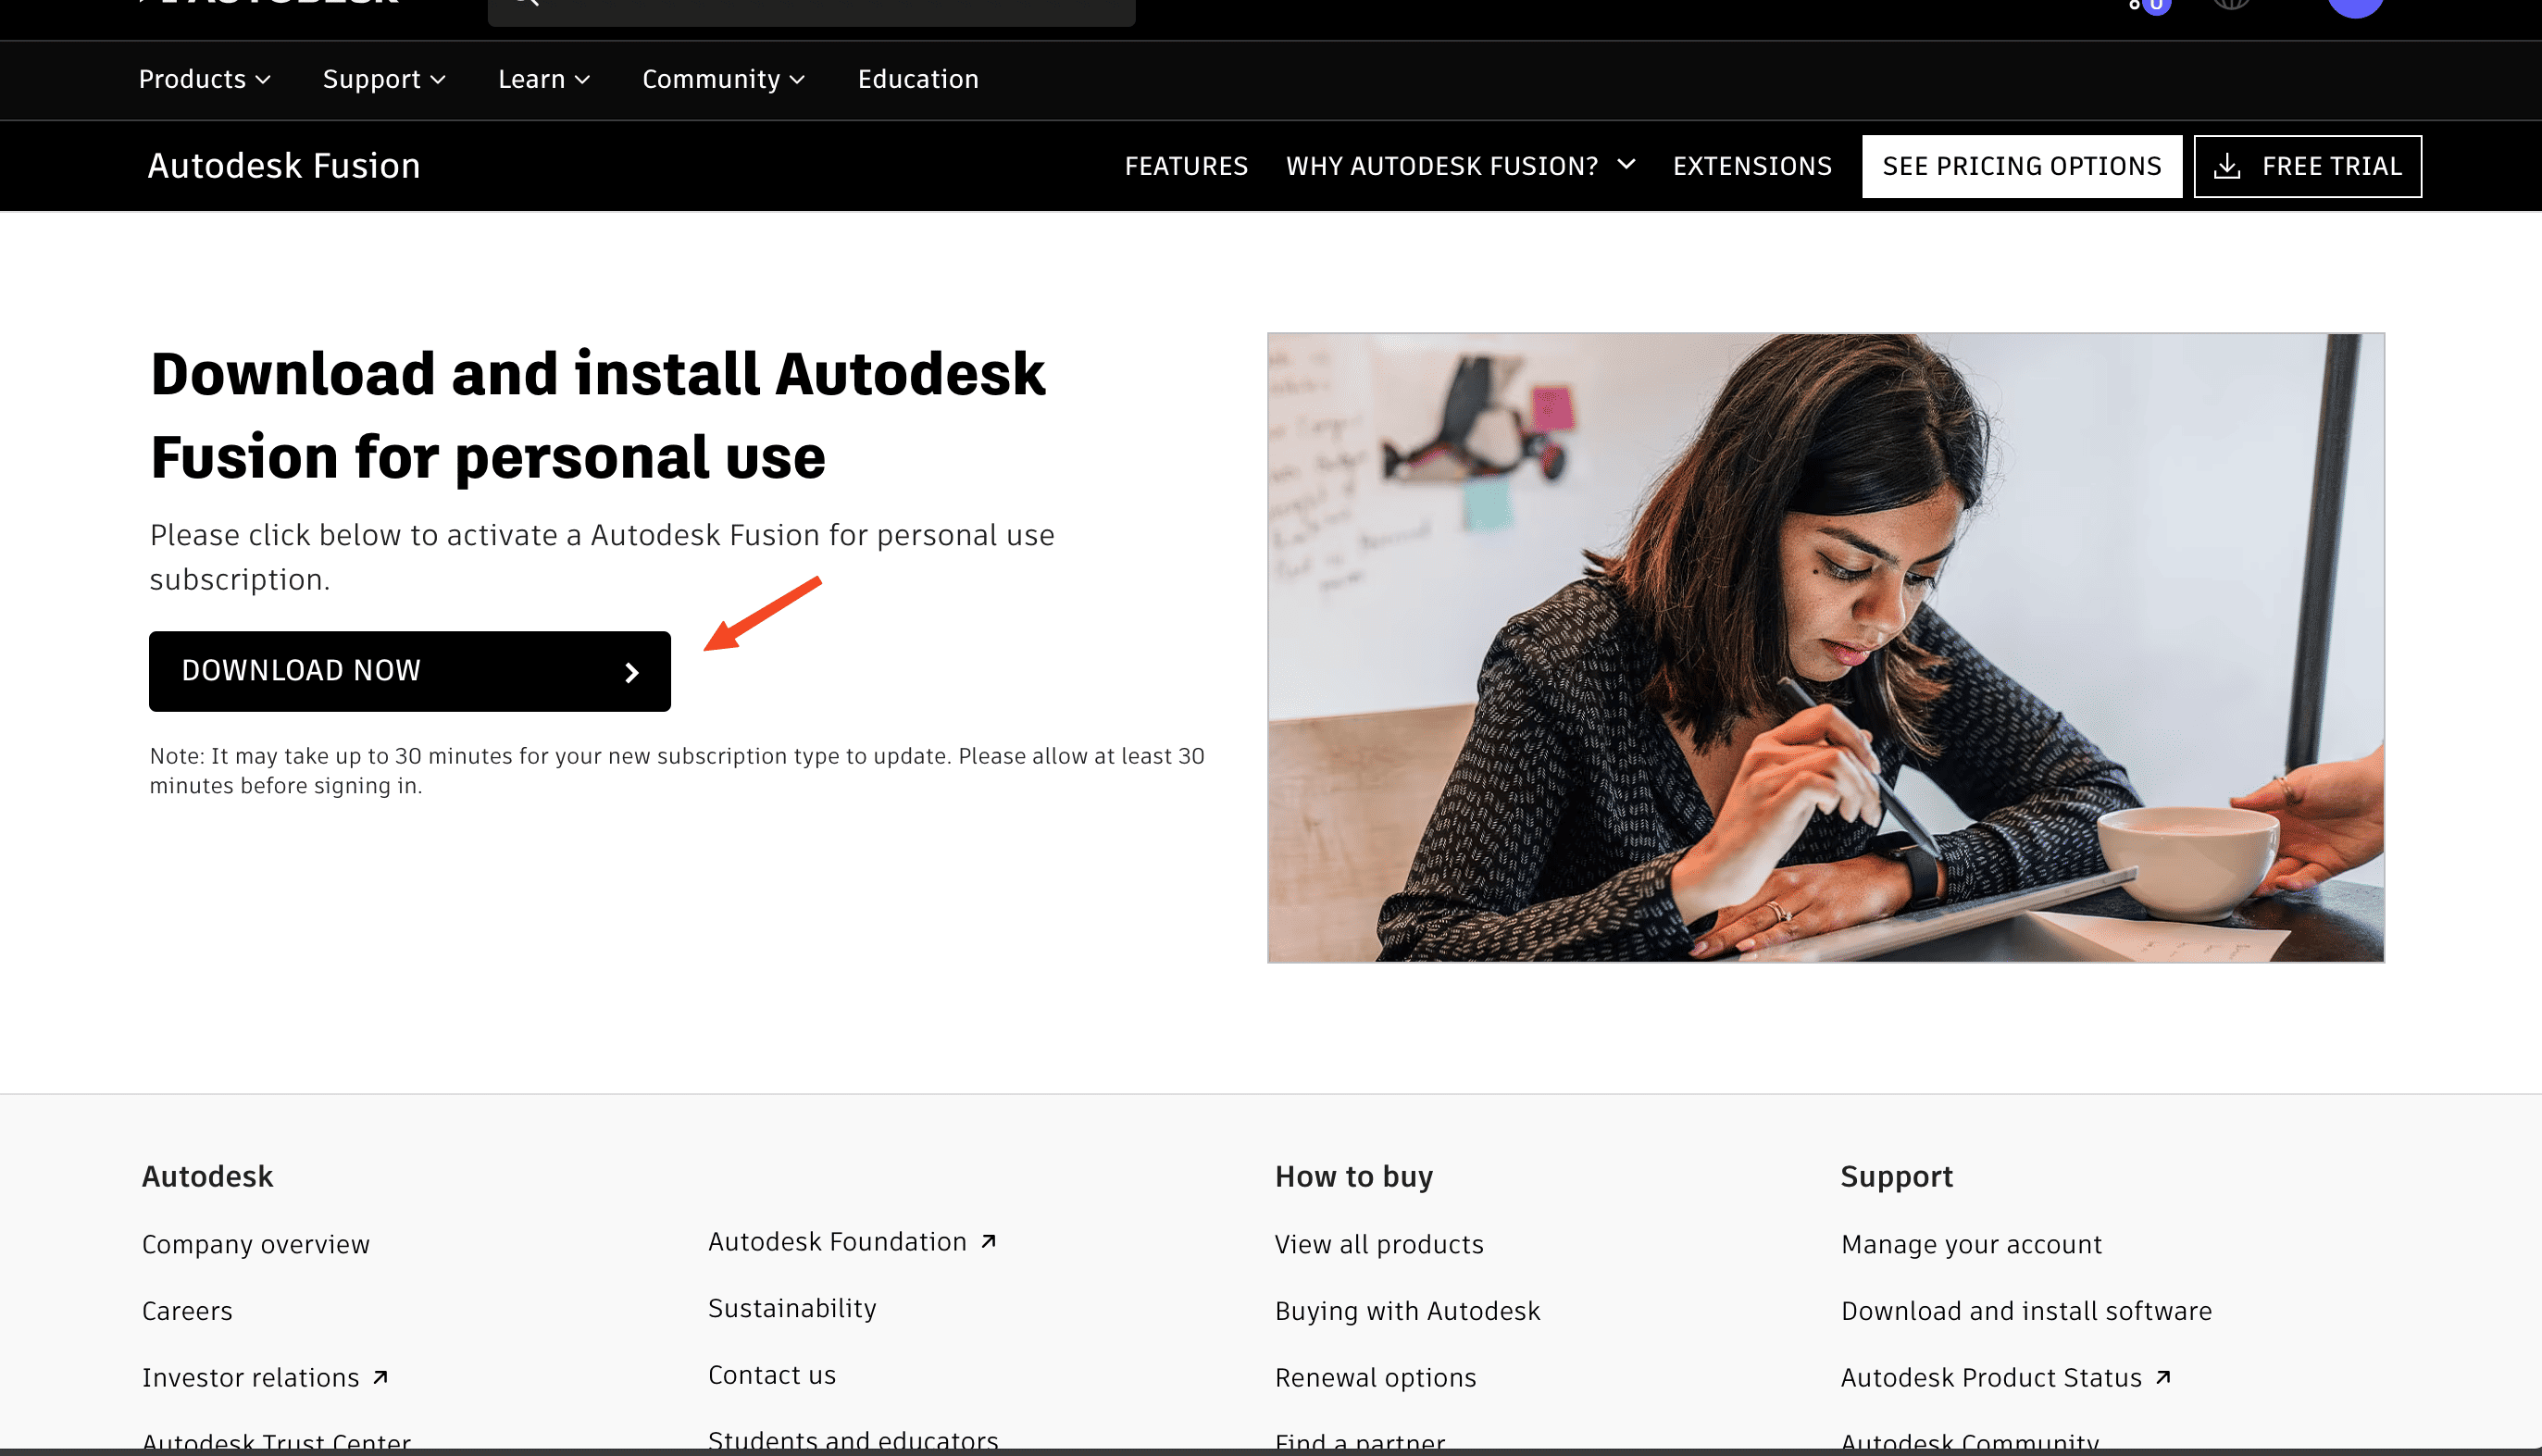 AUTODESK
Products Support Learn Community Education
Autodesk Fusion FEATURES WHY AUTODESK FUSION? EXTENSIONS SEE PRICING OPTIONS FREE TRIAL
Download and install Autodesk
Fusion for personal use
Please click below to activate a Autodesk Fusion for personal use
subscription.
DOWNLOAD NOW
Note: It may take up to 30 minutes for your new subscription type to update. Please allow at least 30
minutes before signing in.
Autodesk How to buy Support
Company overview Autodesk Foundation View all products Manage your account
Careers Sustainability Buying with Autodesk Download and install software
Investor relations Contact us Renewal options Autodesk Product Status
Autodesk Trust Center Students and educators Find a partner Autodesk Community